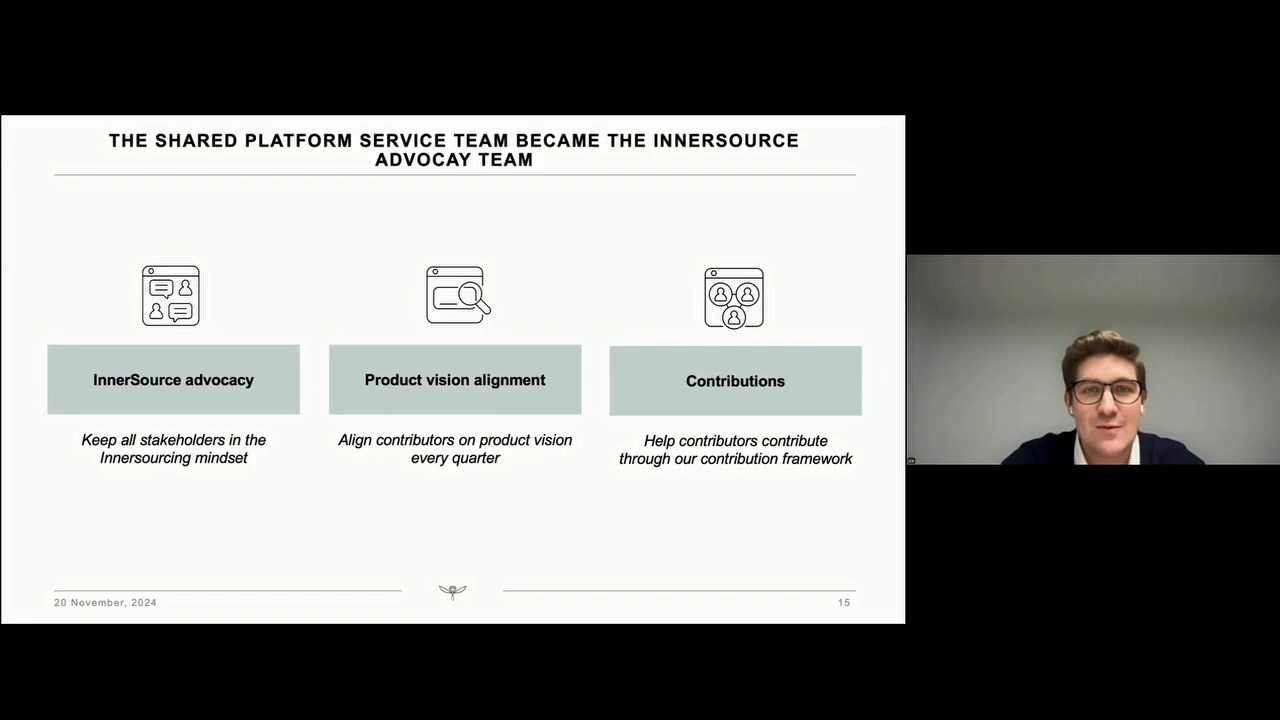 THE SHARED PLATFORM SERVICE TEAM BECAME THE INNERSOURCE
ADVOCAY TEAM
InnerSource advocacy
Product vision alignment
Contributions
Keep all stakeholders in the
Innersourcing mindset
Align contributors on product vision
every quarter
Help contributors contribute
through our contribution framework
20 November, 2024
15